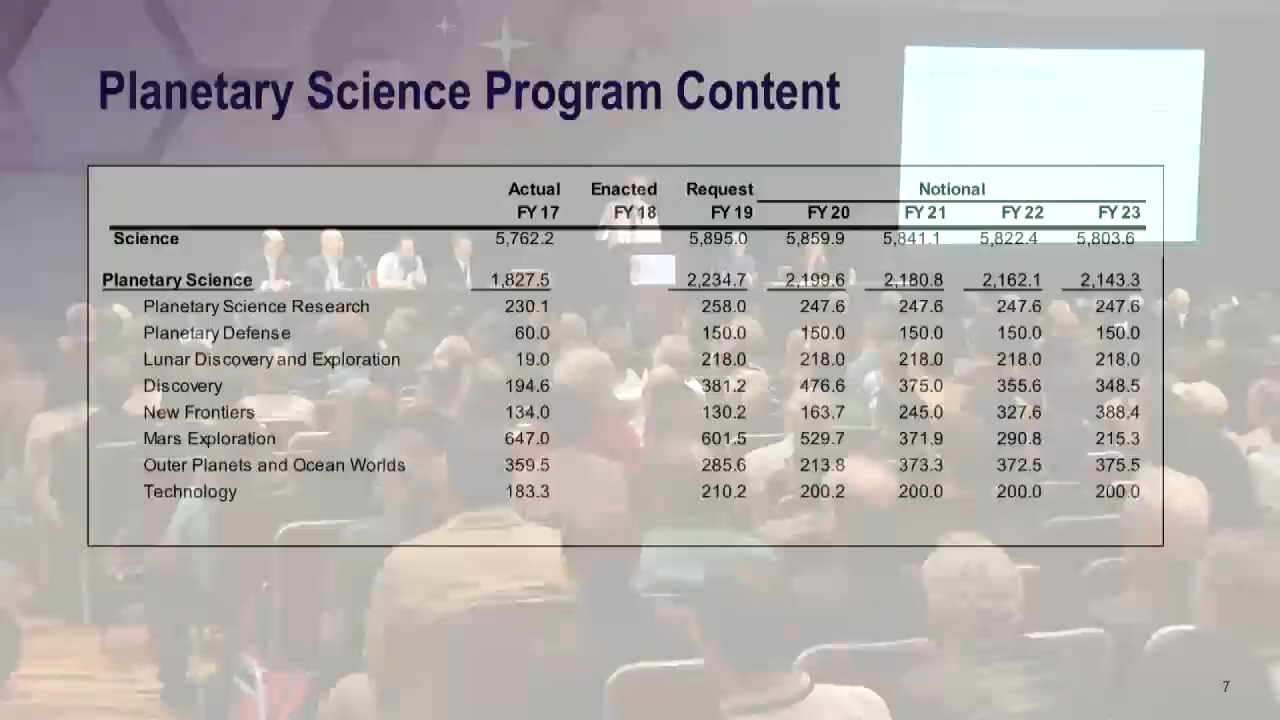 Planetary Science Program Content
Actual Enacted Request Notional
FY 17 FY 18 FY 19 FY 20 FY 21 FY 22 FY 23
Science 5,762.2 5,895.0 5,859.9 5,841.1 5,822.4 5,803.6
Planetary Science 1,827.5 2,234.7 2,199.6 2,180.8 2,162.1 2,143.3
Planetary Science Research 230.1 258.0 247.6 247.6 247.6 247.6
Planetary Defense 60.0 150.0 150.0 150.0 150.0 150.0
Lunar Discovery and Exploration 19.0 218.0 218.0 218.0 218.0 218.0
Discovery 194.6 381.2 476.6 375.0 355.6 348.5
New Frontiers 134.0 130.2 163.7 245.0 327.6 388.4
Mars Exploration 647.0 601.5 529.7 371.9 290.8 215.3
Outer Planets and Ocean Worlds 359.5 285.6 213.8 373.3 372.5 375.5
Technology 183.3 210.2 200.2 200.0 200.0 200.0
7